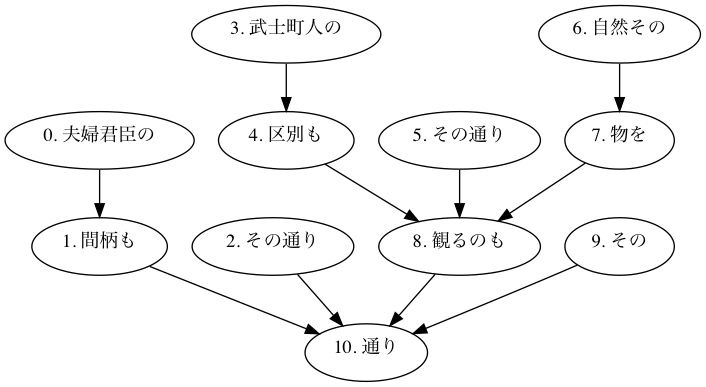 3. 武士町人の
6. 自然その
0. 夫婦君臣の
4. 区別も
5. その通り
7. 物を
1. 間柄も
2. その通り
8. 観るのも
9. その
10. 通り